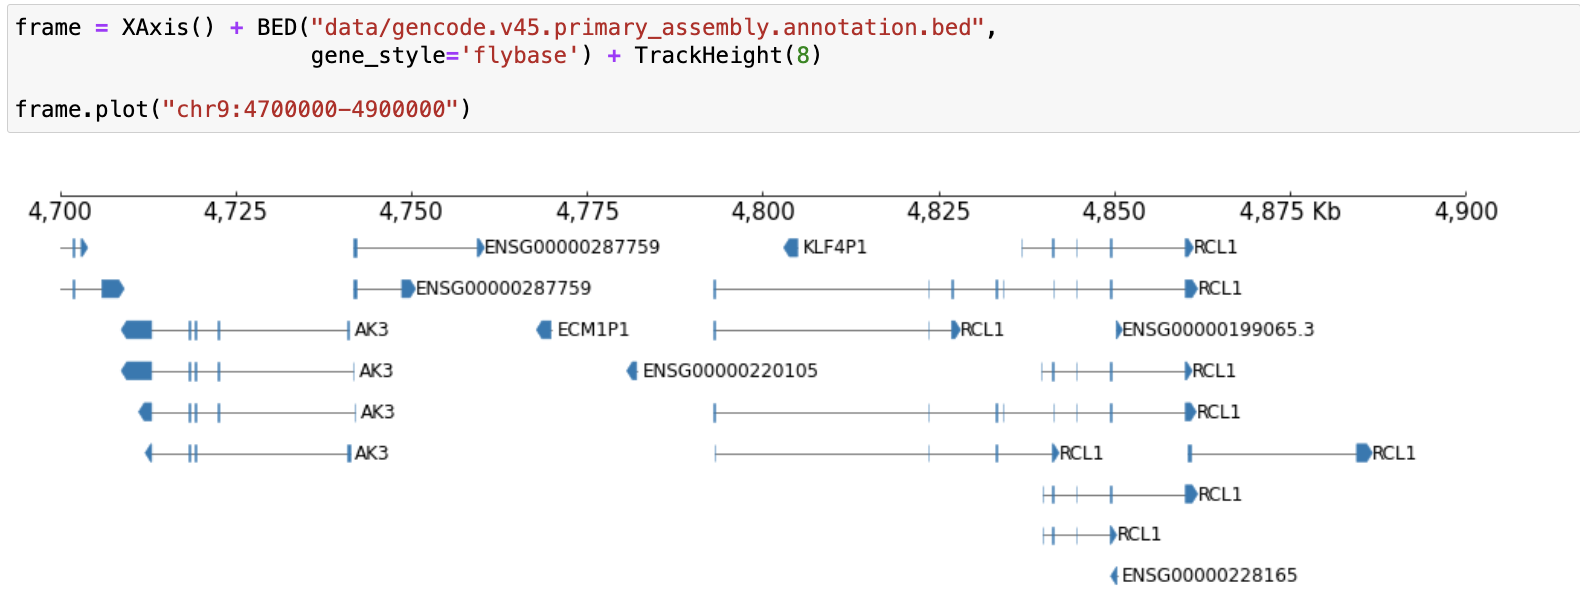 frame = XAxis() + BED("data/gencode.v45.primary_assembly.annotation.bed",
gene_style='flybase') + TrackHeight(8)
frame.plot("chr9:4700000-4900000")
4,700 4,725 4,750 4,775 4,800 4,825 4,850 4,875 Kb 4,900
ENSG00000287759 KLF4P1 RCL1
ENSG00000287759 RCL1
AK3 ECM1P1 RCL1 ENSG00000199065.3
AK3 ENSG00000220105 RCL1
AK3 RCL1
AK3 RCL1 RCL1
RCL1
RCL1
ENSG00000228165